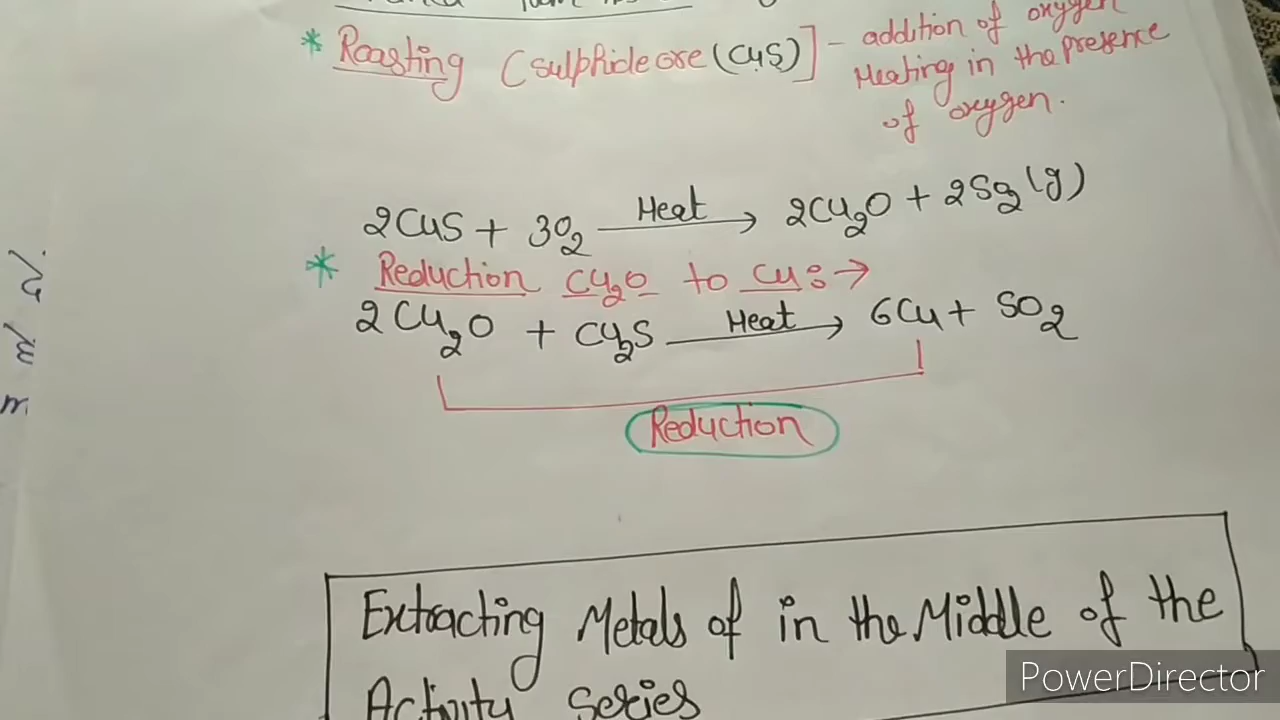 * Roasting (sulphide ore (CuS)] - addition of oxygen
Heating in the presence
of oxygen.
2CuS + 3O2 Heat → 2Cu2O + 2SO2 (g)
* Reduction Cu2O to Cu:→
2Cu2O + Cu2S Heat → 6Cu + SO2
Reduction
Extracting Metals of in the Middle of the
Activity Series
PowerDirector